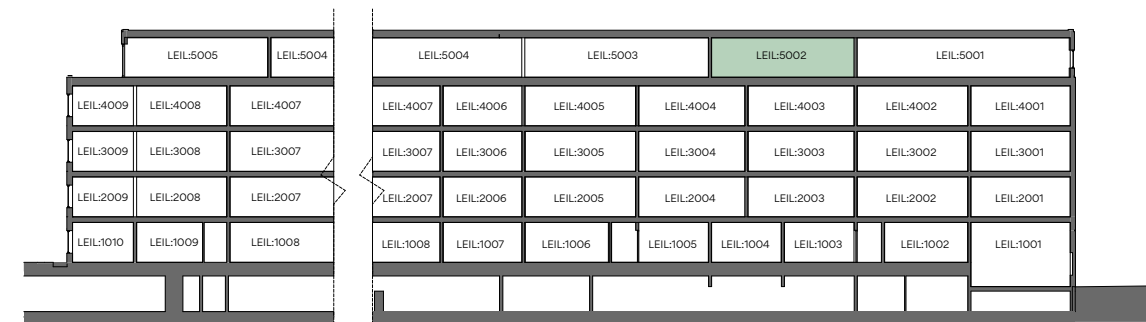 LEIL:5005 LEIL:5004 LEIL:5004 LEIL:5003 LEIL:5002 LEIL:5001
LEIL:4009 LEIL:4008 LEIL:4007 LEIL:4007 LEIL:4006 LEIL:4005 LEIL:4004 LEIL:4003 LEIL:4002 LEIL:4001
LEIL:3009 LEIL:3008 LEIL:3007 LEIL:3007 LEIL:3006 LEIL:3005 LEIL:3004 LEIL:3003 LEIL:3002 LEIL:3001
LEIL:2009 LEIL:2008 LEIL:2007 LEIL:2007 LEIL:2006 LEIL:2005 LEIL:2004 LEIL:2003 LEIL:2002 LEIL:2001
LEIL:1010 LEIL:1009 LEIL:1008 LEIL:1008 LEIL:1007 LEIL:1006 LEIL:1005 LEIL:1004 LEIL:1003 LEIL:1002 LEIL:1001